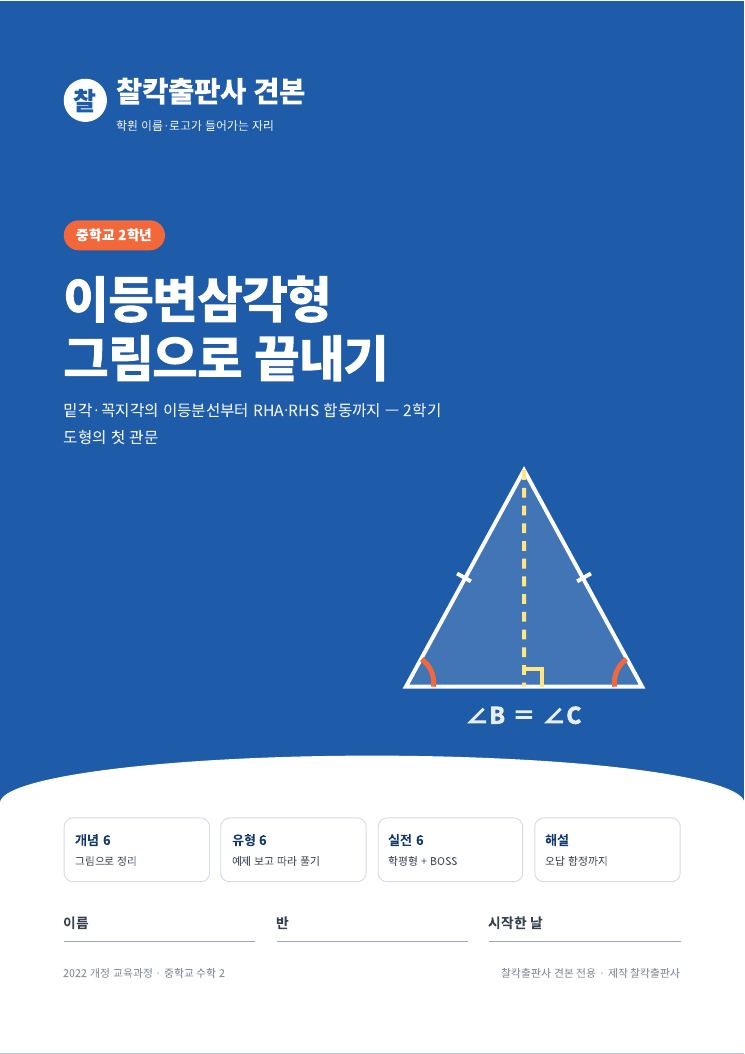 찰
찰칵출판사 견본
학원 이름·로고가 들어가는 자리
중학교 2학년
이등변삼각형
그림으로 끝내기
밑각·꼭지각의 이등분선부터 RHA·RHS 합동까지 — 2학기
도형의 첫 관문
∠B = ∠C
개념 6
그림으로 정리
유형 6
예제 보고 따라 풀기
실전 6
학평형 + BOSS
해설
오답 함정까지
이름
반
시작한 날
2022 개정 교육과정 · 중학교 수학 2
찰칵출판사 견본 전용 · 제작 찰칵출판사